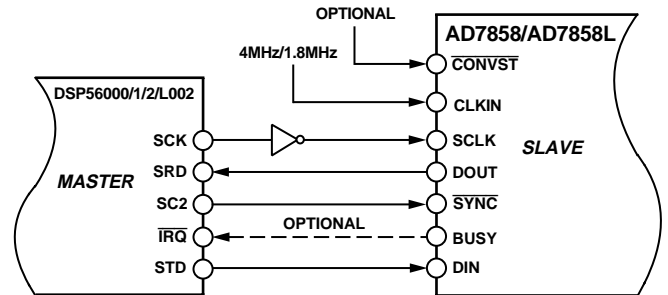 OPTIONAL
AD7858/AD7858L
4MHz/1.8MHz
CONVST
DSP56000/1/2/L002
CLKIN
SCK
SCLK
SLAVE
SRD
DOUT
MASTER
SC2
SYNC
OPTIONAL
IRQ
BUSY
STD
DIN